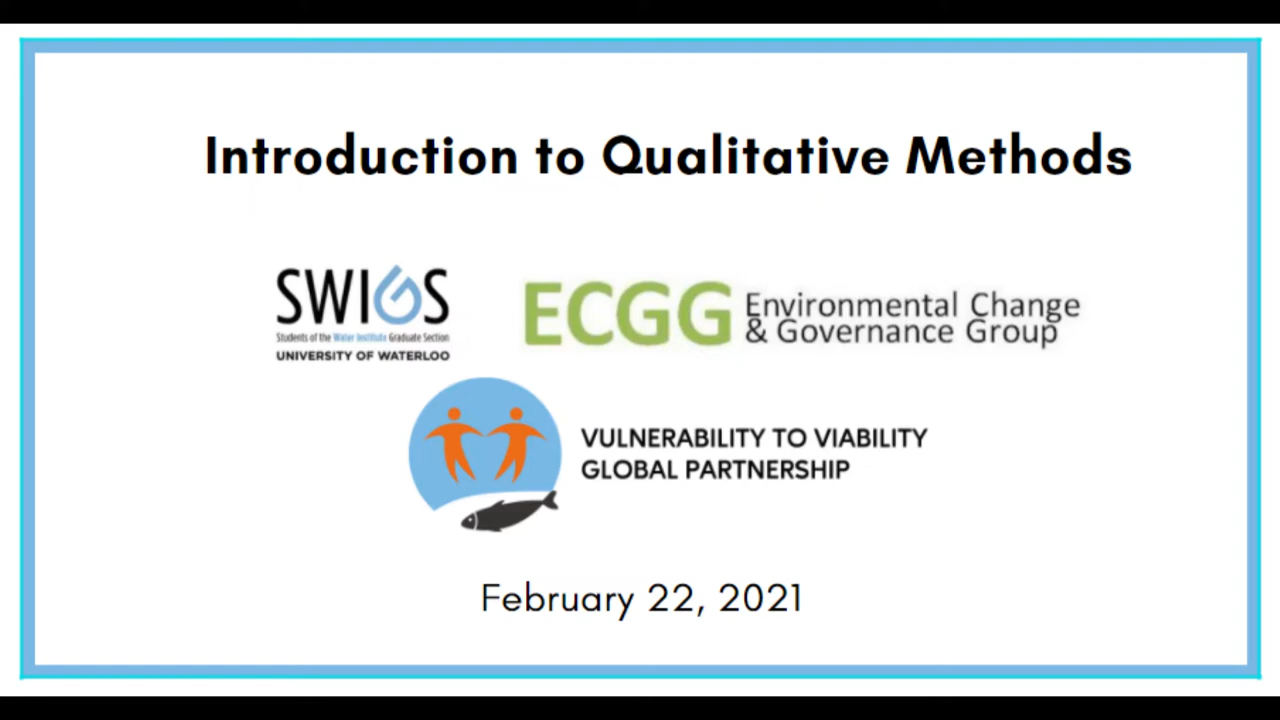 Introduction to Qualitative Methods
SWIGS
Students of the Water Institute Graduate Section
UNIVERSITY OF WATERLOO
ECGG
Environmental Change
& Governance Group
VULNERABILITY TO VIABILITY
GLOBAL PARTNERSHIP
February 22, 2021